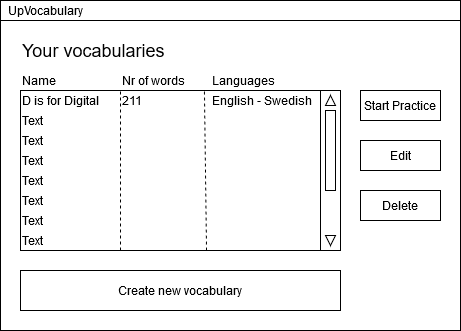 UpVocabulary
Your vocabularies
Name Nr of words Languages
D is for Digital 211 English - Swedish
Text
Text
Text
Text
Text
Text
Text
Start Practice
Edit
Delete
Create new vocabulary